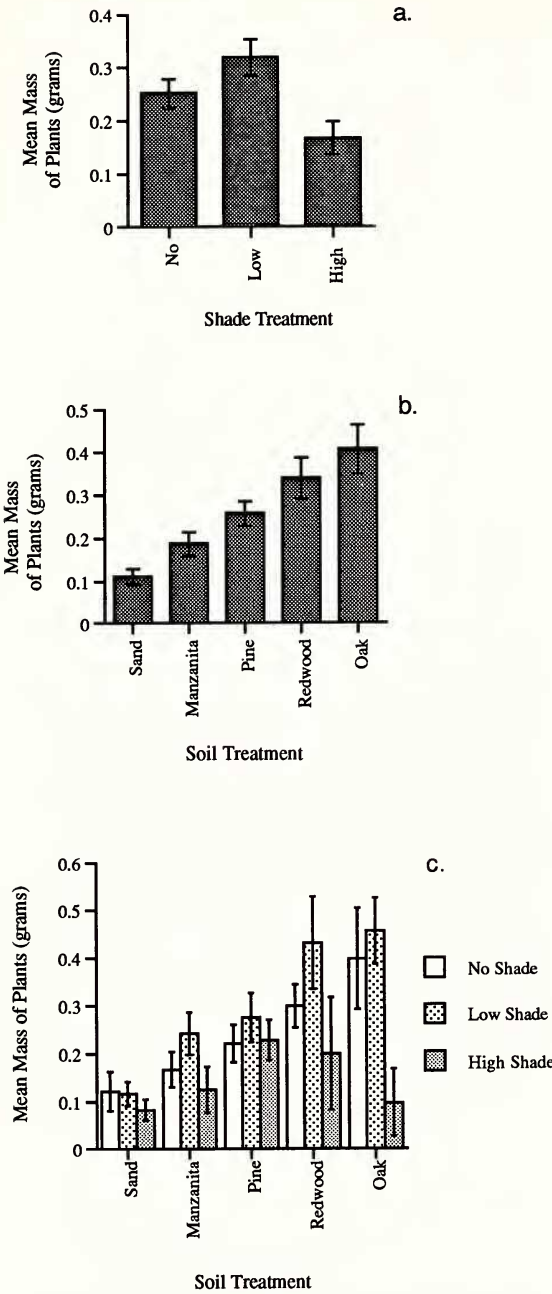 a.
0.4
0.3
0.2
0.1
0
Mean Mass
of Plants (grams)
No
Low
High
Shade Treatment
b.
0.5
0.4
0.3
0.2
0.1
0
Mean Mass
of Plants (grams)
Sand
Manzanita
Pine
Redwood
Oak
Soil Treatment
c.
0.6
0.5
0.4
0.3
0.2
0.1
0
Mean Mass of Plants (grams)
No Shade
Low Shade
High Shade
Sand
Manzanita
Pine
Redwood
Oak
Soil Treatment